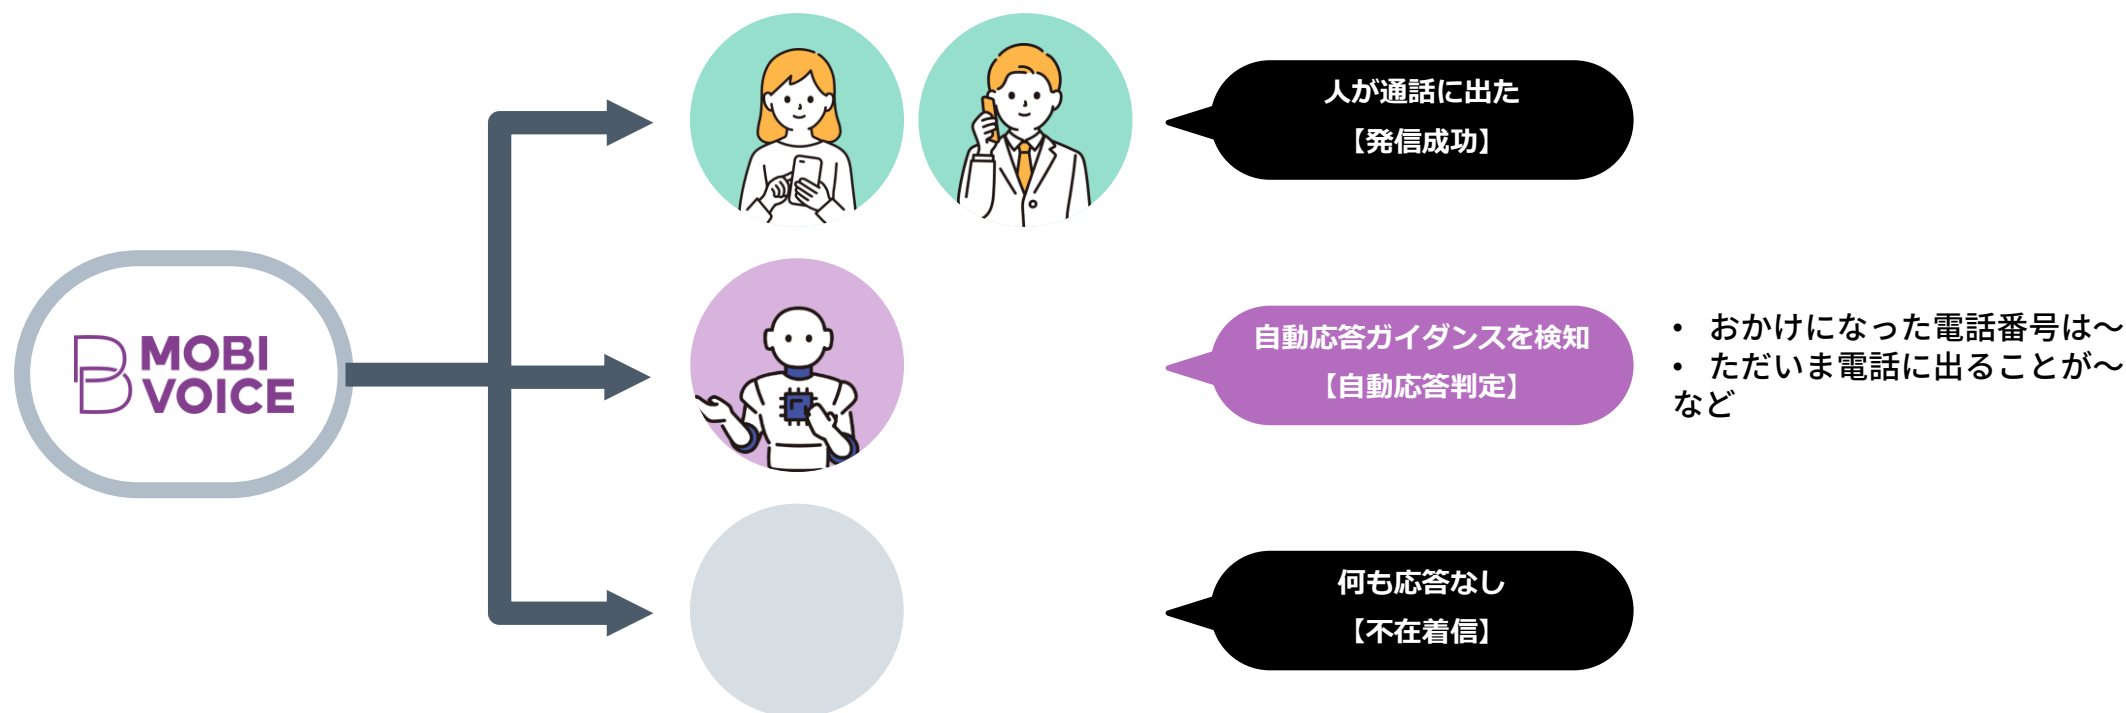 MOBI
VOICE
人が通話に出た
【発信成功】
自動応答ガイダンスを検知
【自動応答判定】
• おかけになった電話番号は～
• ただいま電話に出ることが～
など
何も応答なし
【不在着信】